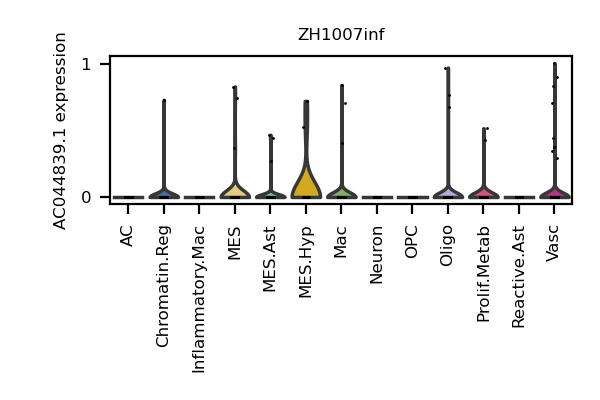 ZH1007inf
AC044839.1 expression
1
0
AC
Chromatin.Reg
Inflammatory.Mac
MES
MES.Ast
MES.Hyp
Mac
Neuron
OPC
Oligo
Prolif.Metab
Reactive.Ast
Vasc